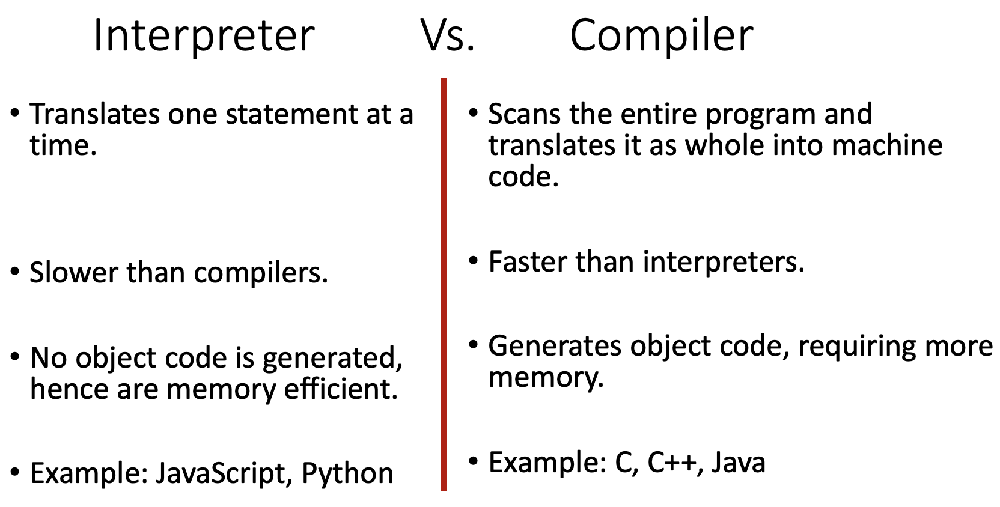 Interpreter Vs. Compiler
• Translates one statement at a
time.
• Slower than compilers.
• No object code is generated,
hence are memory efficient.
• Example: JavaScript, Python
• Scans the entire program and
translates it as whole into machine
code.
• Faster than interpreters.
• Generates object code, requiring more
memory.
• Example: C, C++, Java